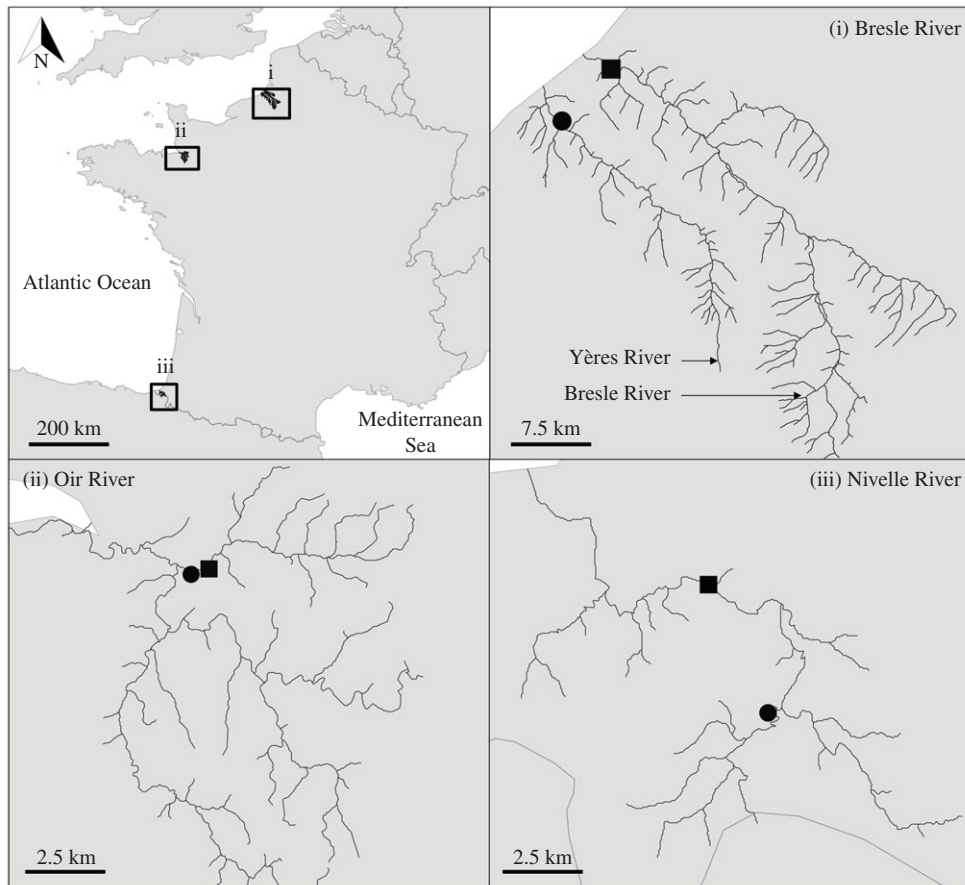 N
i
ii
Atlantic Ocean
iii
200 km
Mediterranean
Sea
(i) Bresle River
Yères River
Bresle River
7.5 km
(ii) Oir River
2.5 km
(iii) Nivelle River
2.5 km